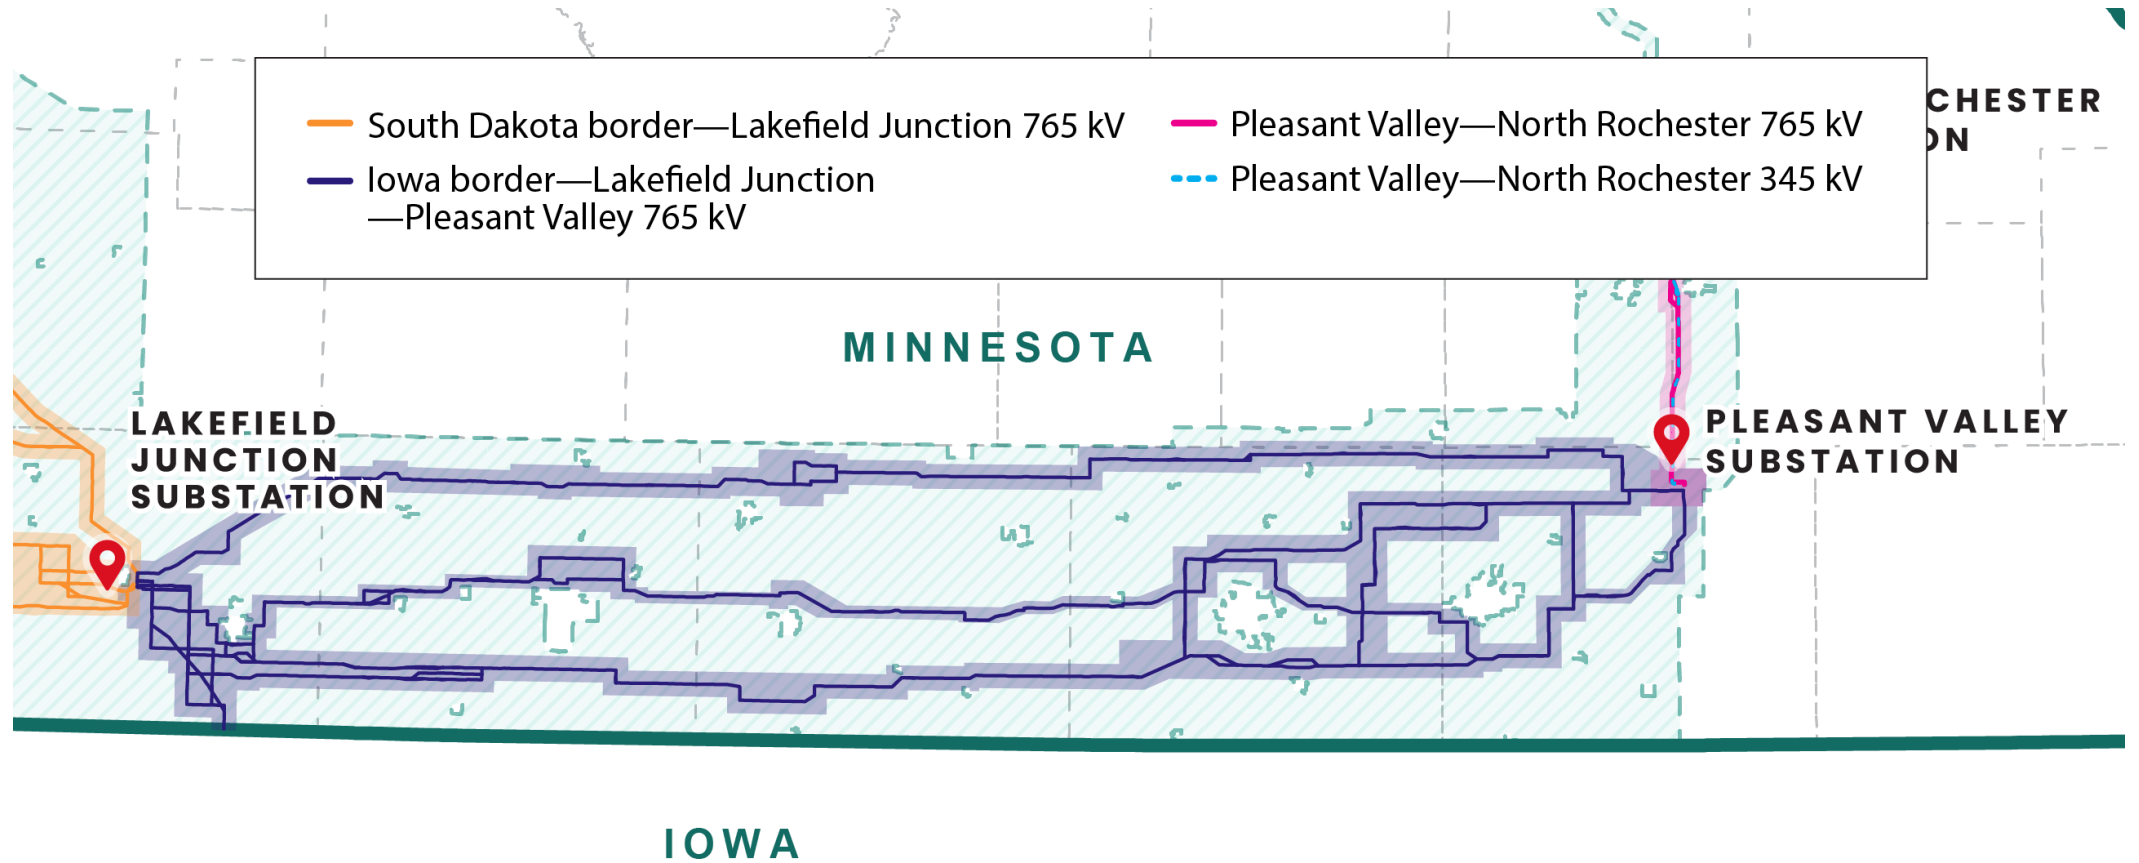 South Dakota border—Lakefield Junction 765 kV
Iowa border—Lakefield Junction
—Pleasant Valley 765 kV
Pleasant Valley—North Rochester 765 kV
Pleasant Valley—North Rochester 345 kV
CHESTER
ON
MINNESOTA
LAKEFIELD
JUNCTION
SUBSTATION
PLEASANT VALLEY
SUBSTATION
IOWA